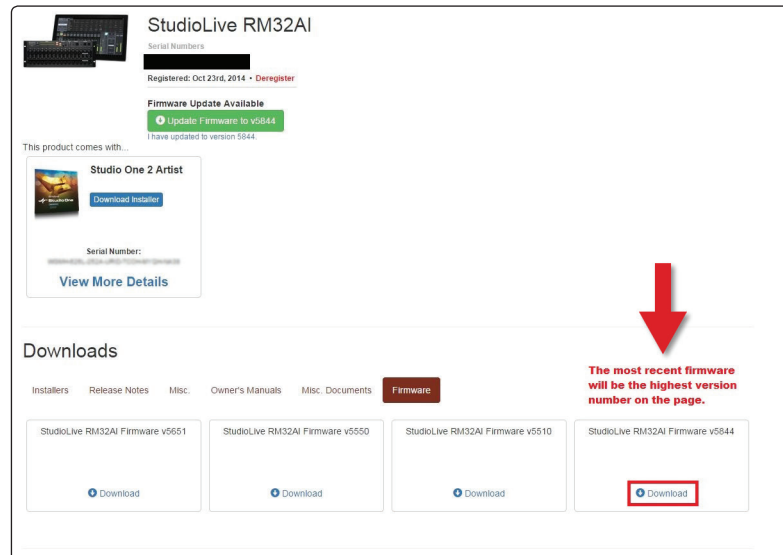 StudioLive RM32AI
Serial Numbers
Registered: Oct 23rd, 2014 • Deregister
Firmware Update Available
Update Firmware to v5844
I have updated to version 5844.
This product comes with...
Studio One 2 Artist
Download Installer
Studio One
Serial Number:
View More Details
Downloads
The most recent firmware
will be the highest version
number on the page.
Installers Release Notes Misc. Owner's Manuals Misc. Documents Firmware
StudioLive RM32AI Firmware v5651 StudioLive RM32AI Firmware v5550 StudioLive RM32AI Firmware v5510 StudioLive RM32AI Firmware v5844
Download Download Download Download